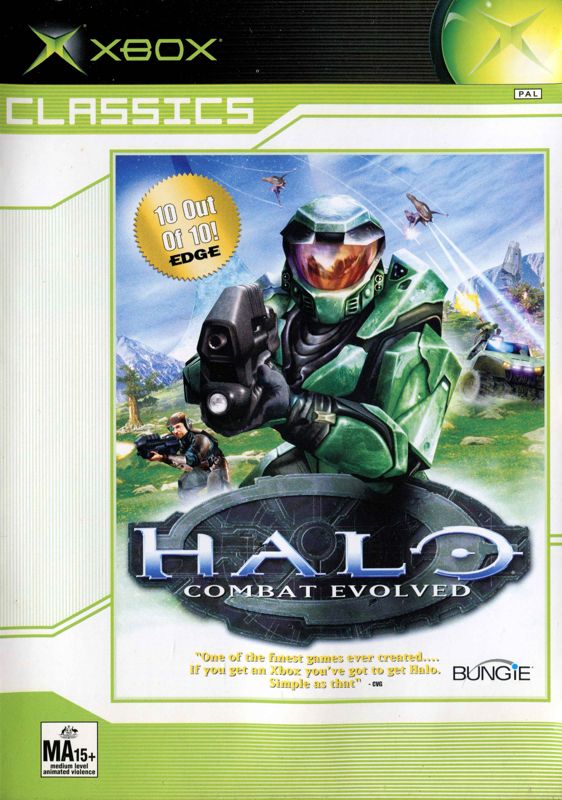 XBOX
PAL
CLASSICS
10 Out
Of 10!
EDGE
HALO
COMBAT EVOLVED
"One of the finest games ever created....
If you get an Xbox you've got to get Halo.
Simple as that" - CVG
BUNGiE
MA15+
medium level
animated violence